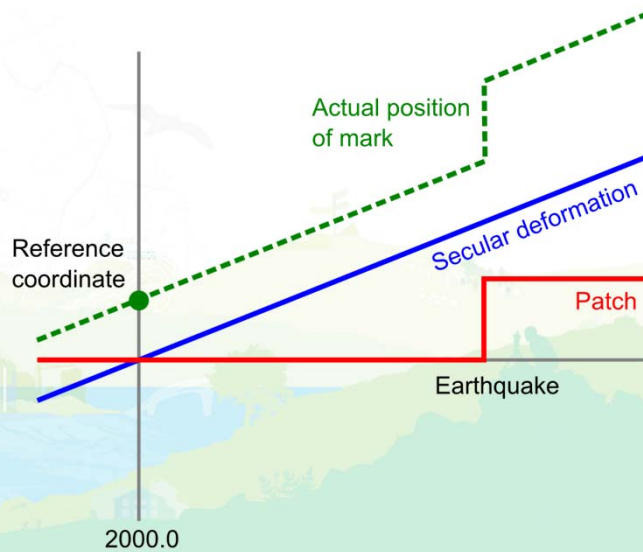 Actual position
of mark
Secular deformation
Reference
coordinate
Patch
Earthquake
2000.0